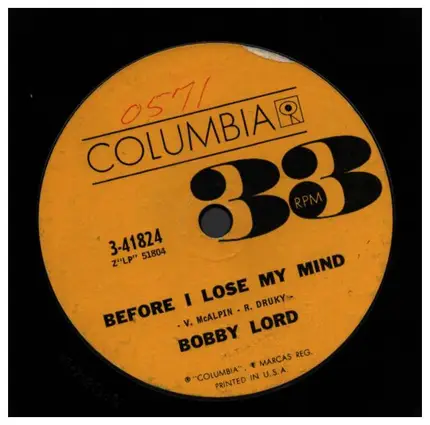 0571
COLUMBIA
33
RPM
3-41824
Z"LP" 51804
BEFORE I LOSE MY MIND
- V. McALPIN - R. DRUKY -
BOBBY LORD
® "COLUMBIA", MARCAS REG.
PRINTED IN U.S.A.